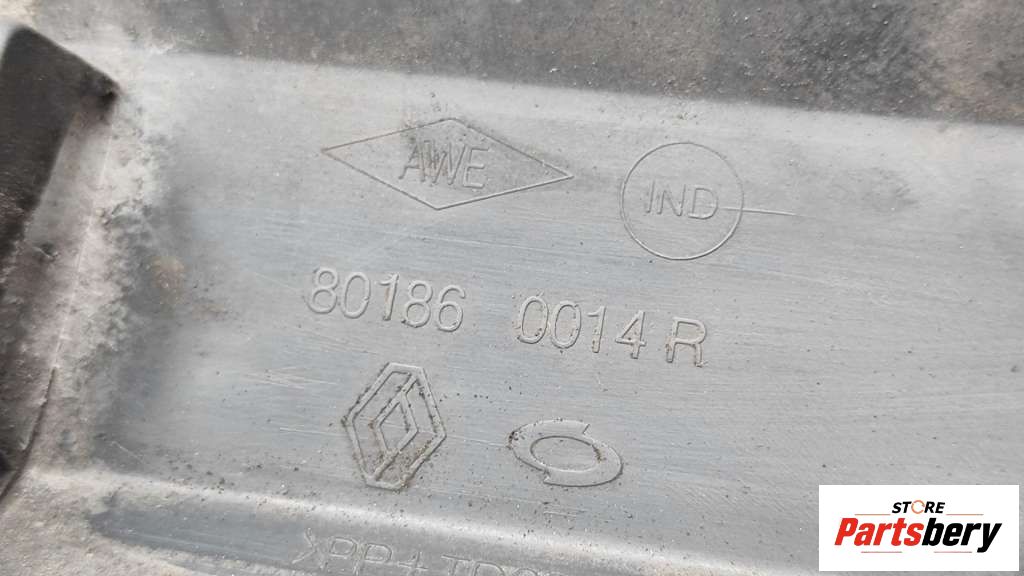 AWE
IND
80186 0014 R
STORE
Partsbery